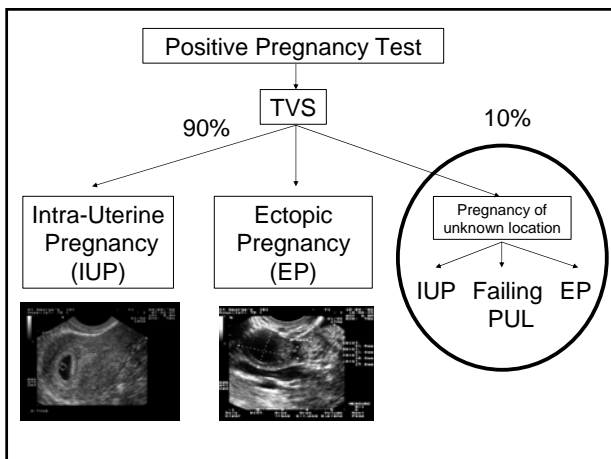 Positive Pregnancy Test
TVS
90%
10%
Intra-Uterine
Pregnancy
(IUP)
Ectopic
Pregnancy
(EP)
Pregnancy of
unknown location
IUP Failing EP
PUL